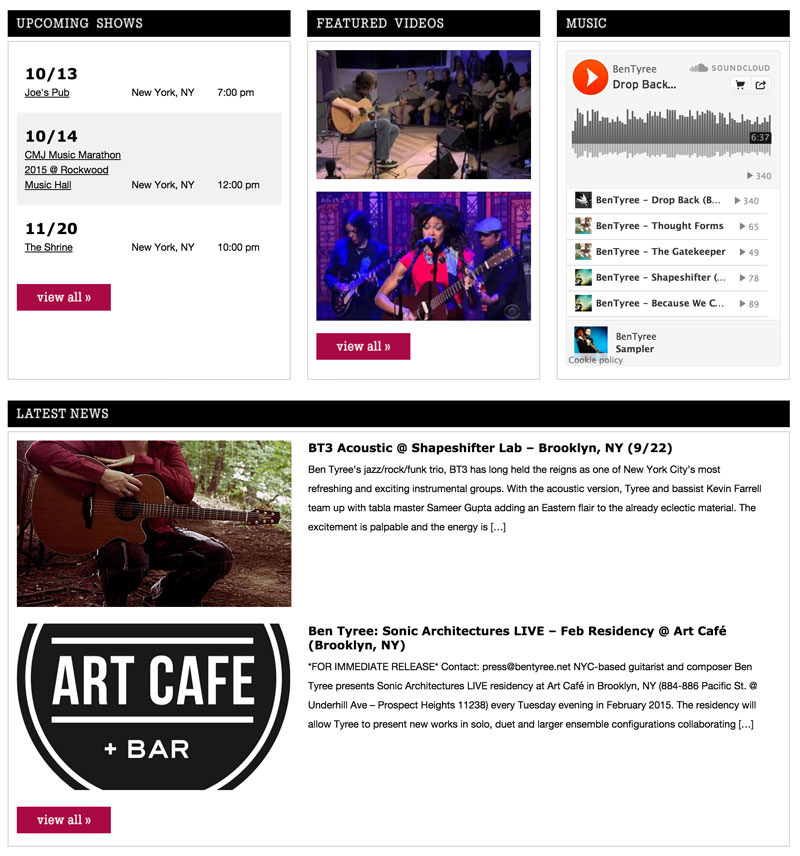 UPCOMING SHOWS
10/13
Joe's Pub New York, NY 7:00 pm
10/14
CMJ Music Marathon
2015 @ Rockwood
Music Hall New York, NY 12:00 pm
11/20
The Shrine New York, NY 10:00 pm
view all »
FEATURED VIDEOS
view all »
MUSIC
BenTyree
SOUNDCLOUD
Drop Back...
6:37
340
BenTyree – Drop Back (B... 340
BenTyree – Thought Forms 65
BenTyree – The Gatekeeper 49
BenTyree – Shapeshifter (... 78
BenTyree – Because We C... 89
BenTyree
Sampler
Cookie policy
LATEST NEWS
BT3 Acoustic @ Shapeshifter Lab – Brooklyn, NY (9/22)
Ben Tyree's jazz/rock/funk trio, BT3 has long held the reigns as one of New York City's most
refreshing and exciting instrumental groups. With the acoustic version, Tyree and bassist Kevin Farrell
team up with tabla master Sameer Gupta adding an Eastern flair to the already eclectic material. The
excitement is palpable and the energy is […]
ART CAFE
+ BAR
Ben Tyree: Sonic Architectures LIVE – Feb Residency @ Art Café
(Brooklyn, NY)
*FOR IMMEDIATE RELEASE* Contact: press@bentyree.net NYC-based guitarist and composer Ben
Tyree presents Sonic Architectures LIVE residency at Art Café in Brooklyn, NY (884-886 Pacific St. @
Underhill Ave – Prospect Heights 11238) every Tuesday evening in February 2015. The residency will
allow Tyree to present new works in solo, duet and larger ensemble configurations collaborating […]
view all »